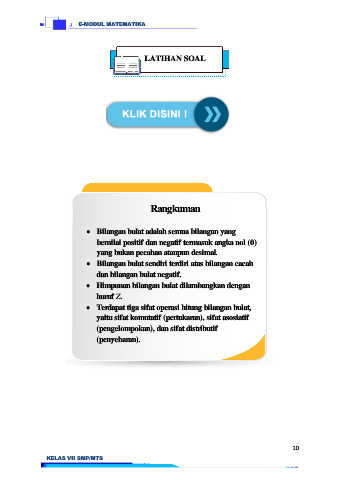 E-MODUL MATEMATIKA
LATIHAN SOAL
KLIK DISINI !
Rangkuman
• Bilangan bulat adalah semua bilangan yang
bernilai positif dan negatif termasuk angka nol (0)
yang bukan pecahan ataupun desimal.
• Bilangan bulat sendiri terdiri atas bilangan cacah
dan bilangan bulat negatif.
• Himpunan bilangan bulat dilambangkan dengan
huruf Z.
• Terdapat tiga sifat operasi hitung bilangan bulat,
yaitu sifat komutatif (pertukaran), sifat asosiatif
(pengelompokan), dan sifat distributif
(penyebaran).
10
KELAS VII SMP/MTS